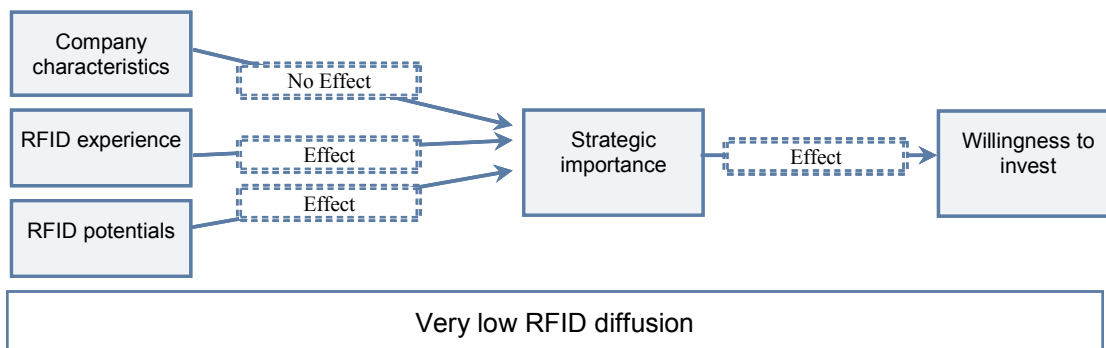 Company
characteristics
No Effect
RFID experience
Effect
Effect
RFID potentials
Strategic
importance
Effect
Willingness to
invest
Very low RFID diffusion